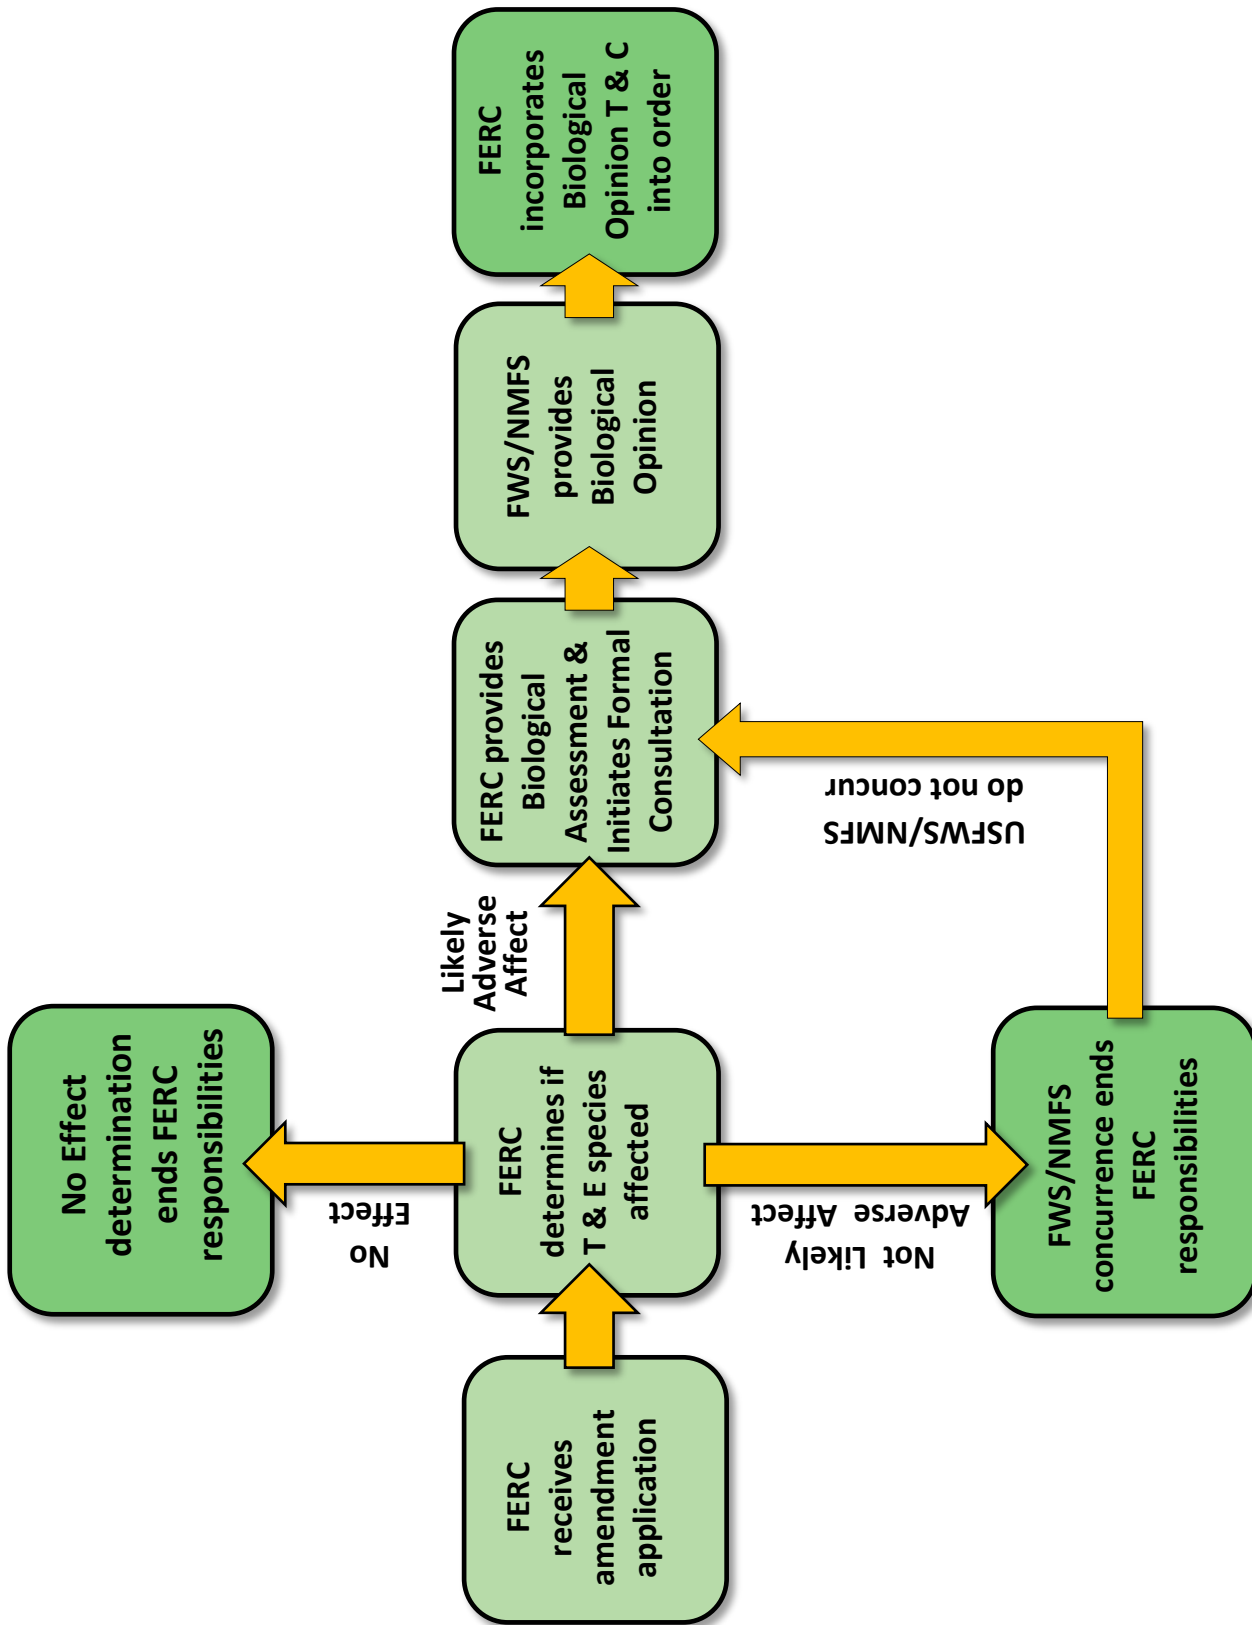 FERC
receives
amendment
application
FERC
determines if
T & E species
affected
No
Effect
No Effect
determination
ends FERC
responsibilities
Likely
Adverse
Affect
Not Likely
Adverse Affect
FWS/NMFS
concurrence ends
FERC
responsibilities
USFWS/NMFS
do not concur
FERC provides
Biological
Assessment &
Initiates Formal
Consultation
FWS/NMFS
provides
Biological
Opinion
FERC
incorporates
Biological
Opinion T & C
into order